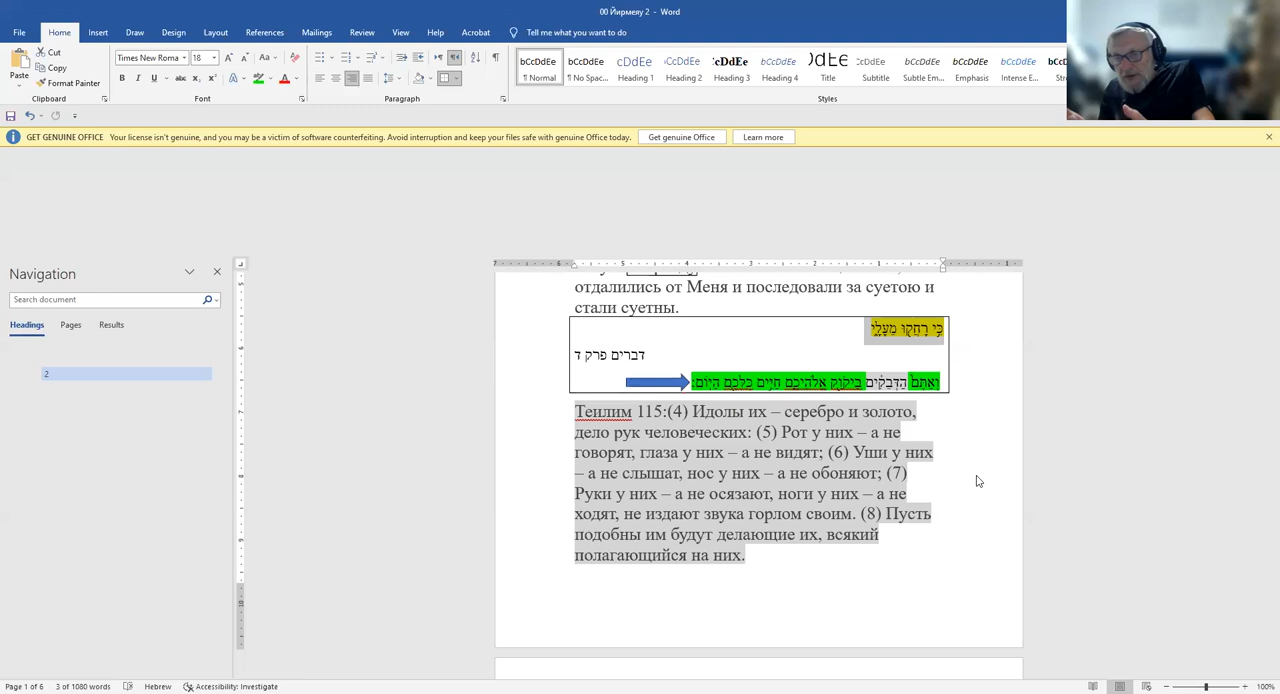 00 Йирмеяу 2 - Word
File Home Insert Draw Design Layout References Mailings Review View Help Acrobat Tell me what you want to do
Paste Cut Copy Format Painter
Times New Roma 18
Clipboard Font Paragraph Styles
¶ Normal ¶ No Spac... Heading 1 Heading 2 Heading 3 Heading 4 Title Subtitle Subtle Em... Emphasis Intense E...
GET GENUINE OFFICE Your license isn't genuine, and you may be a victim of software counterfeiting. Avoid interruption and keep your files safe with genuine Office today. Get genuine Office Learn more
Navigation
Search document
Headings Pages Results
2
отдалились от Меня и последовали за суетою и
стали суетны.
כִּ֥י רָחֲק֖וּ מֵעָלָ֑י
דברים פרק ד
וְאַתֶּם֙ הַדְּבֵקִ֔ים בַּיקֹוָ֖ק אֱלֹהֵיכֶ֑ם חַיִּ֥ים כֻּלְּכֶ֖ם הַיּֽוֹם:
Теилим 115:(4) Идолы их – серебро и золото,
дело рук человеческих: (5) Рот у них – а не
говорят, глаза у них – а не видят; (6) Уши у них
– а не слышат, нос у них – а не обоняют; (7)
Руки у них – а не осязают, ноги у них – а не
ходят, не издают звука горлом своим. (8) Пусть
подобны им будут делающие их, всякий
полагающийся на них.
Page 1 of 6 3 of 1080 words Hebrew Accessibility: Investigate 100%